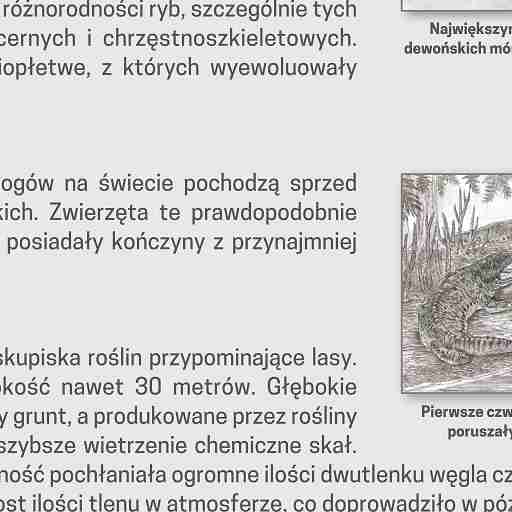 różnorodności ryb, szczególnie tych
cernych i chrzęstnoszkieletowych.
iopłetwe, z których wyewoluowały
Największym
dewońskich mó
ogów na świecie pochodzą sprzed
kich. Zwierzęta te prawdopodobnie
posiadały kończyny z przynajmniej
skupiska roślin przypominające lasy.
okość nawet 30 metrów. Głębokie
y grunt, a produkowane przez rośliny
szybsze wietrzenie chemiczne skał.
Pierwsze czw
poruszały
ność pochłaniała ogromne ilości dwutlenku węgla cz
ost ilości tlenu w atmosferze, co doprowadziło w póź